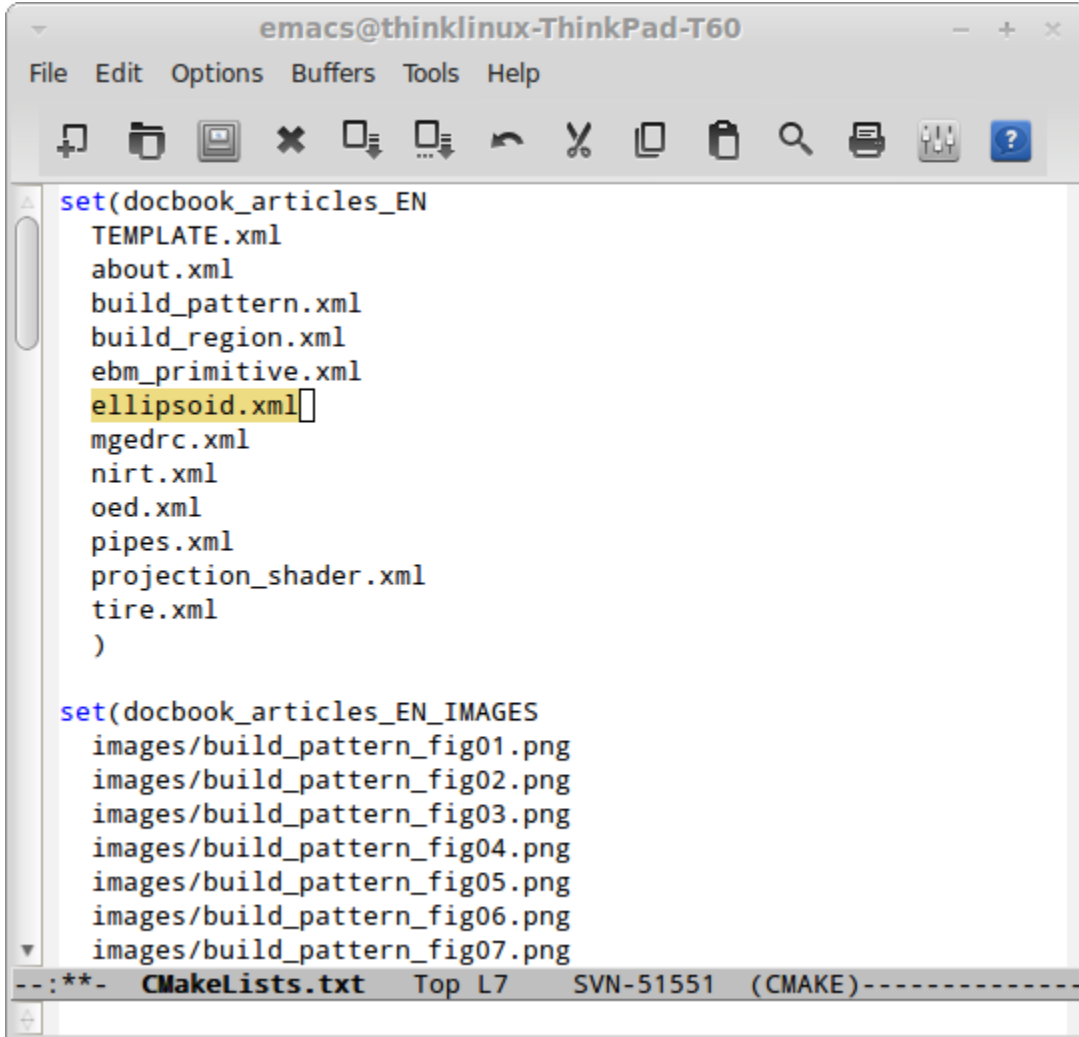 emacs@thinklinux-ThinkPad-T60
File Edit Options Buffers Tools Help
set(docbook_articles_EN
  TEMPLATE.xml
  about.xml
  build_pattern.xml
  build_region.xml
  ebm_primitive.xml
  ellipsoid.xml
  mgedrc.xml
  nirt.xml
  oed.xml
  pipes.xml
  projection_shader.xml
  tire.xml
  )
set(docbook_articles_EN_IMAGES
  images/build_pattern_fig01.png
  images/build_pattern_fig02.png
  images/build_pattern_fig03.png
  images/build_pattern_fig04.png
  images/build_pattern_fig05.png
  images/build_pattern_fig06.png
  images/build_pattern_fig07.png
--:**-  CMakeLists.txt   Top L7    SVN-51551  (CMAKE)--------------